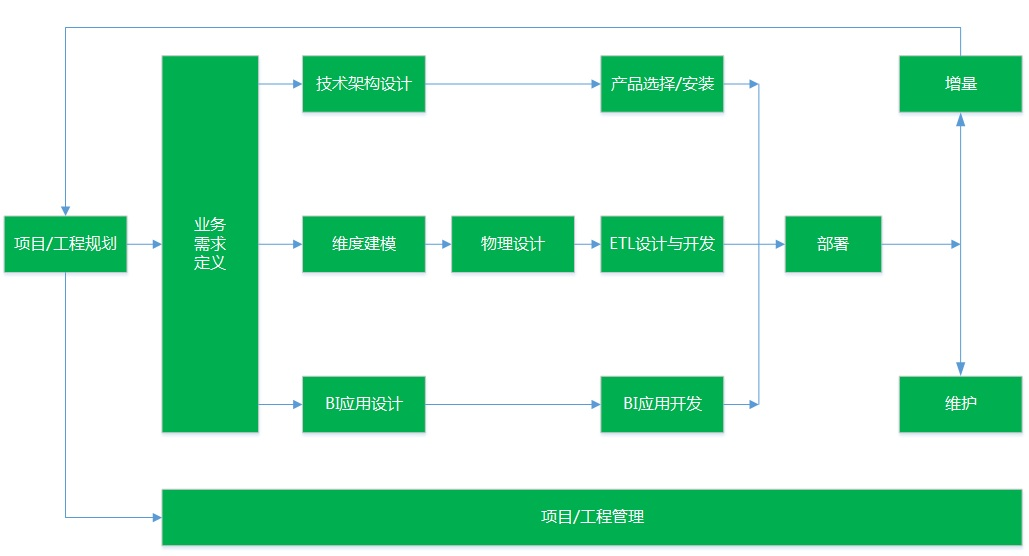 技术架构设计
产品选择/安装
增量
项目/工程规划
业务
需求
定义
维度建模
物理设计
ETL设计与开发
部署
BI应用设计
BI应用开发
维护
项目/工程管理